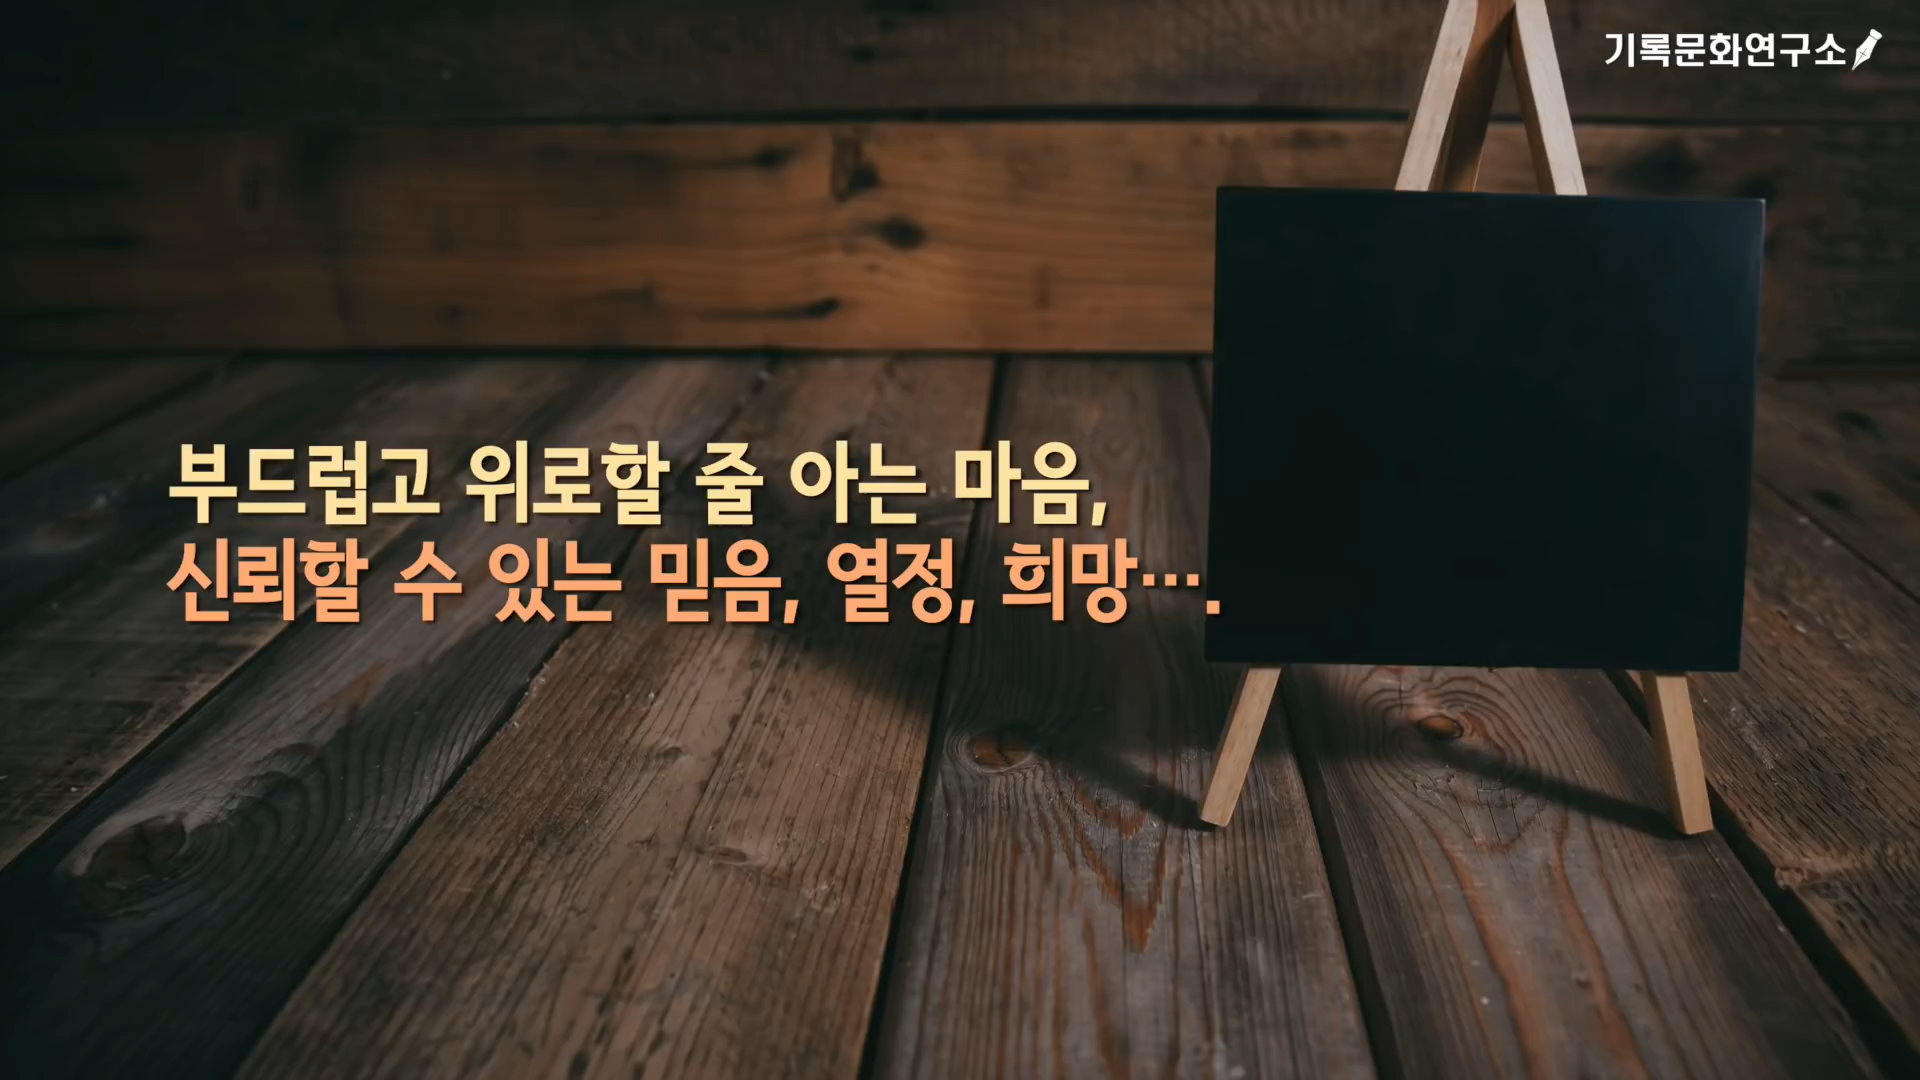 기록문화연구소
부드럽고 위로할 줄 아는 마음,
신뢰할 수 있는 믿음, 열정, 희망….